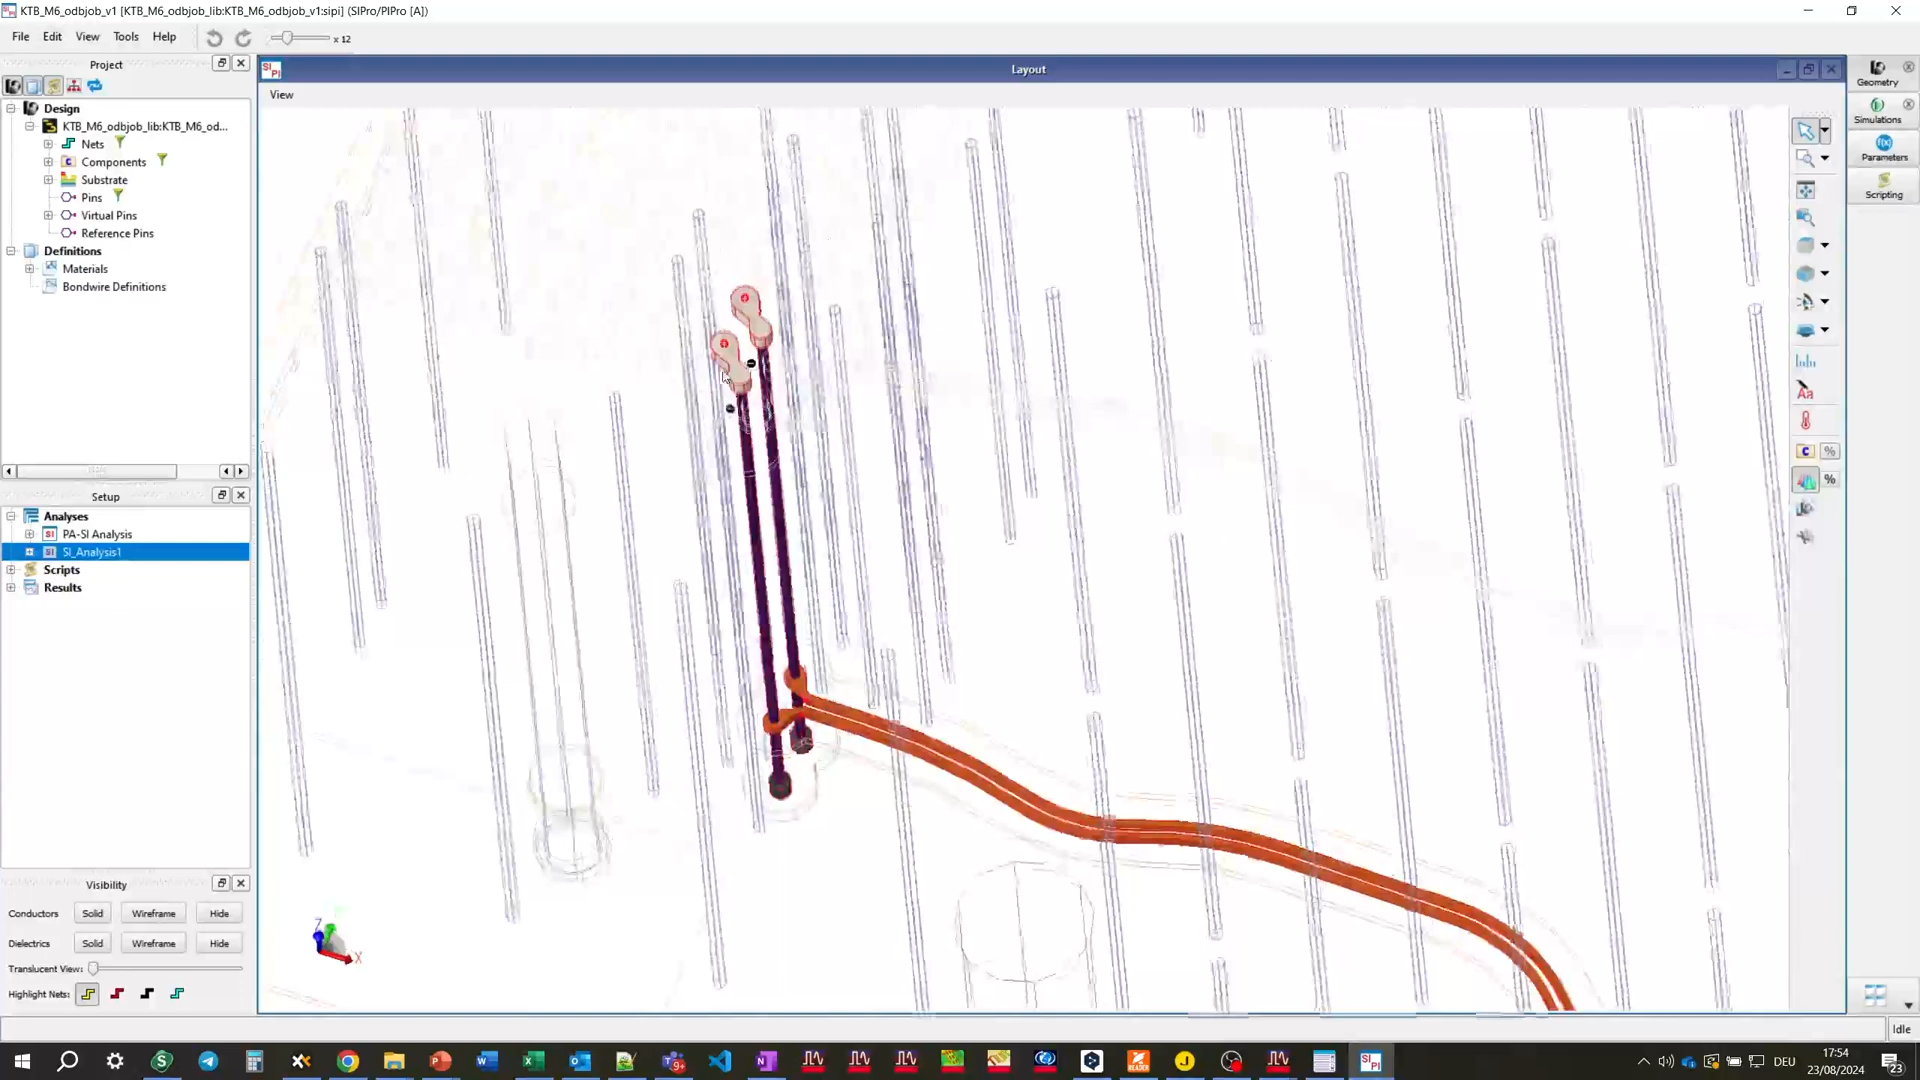 KTB_M6_odbjob_v1 [KTB_M6_odbjob_lib:KTB_M6_odbjob_v1:sipi] (SIPro/PIPro [A])
File Edit View Tools Help x 12
Project
Design
KTB_M6_odbjob_lib:KTB_M6_od...
Nets
Components
Substrate
Pins
Virtual Pins
Reference Pins
Definitions
Materials
Bondwire Definitions
Setup
Analyses
PA-SI Analysis
SI_Analysis1
Scripts
Results
Visibility
Conductors Solid Wireframe Hide
Dielectrics Solid Wireframe Hide
Translucent View:
Highlight Nets:
Layout
View
Z
X
Aa
C %
%
Geometry
Simulations
f(x)
Parameters
Scripting
Idle
DEU
17:54
23/08/2024
23